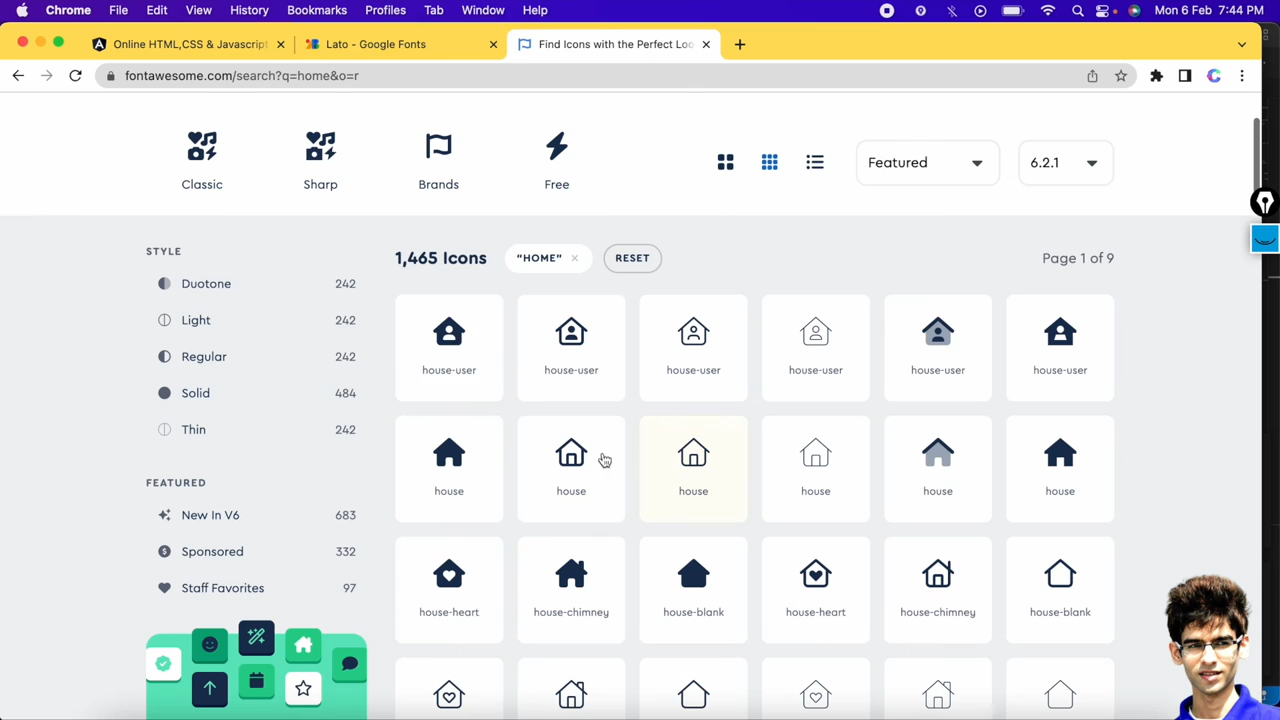 Chrome File Edit View History Bookmarks Profiles Tab Window Help Mon 6 Feb 7:44 PM
Online HTML,CSS & Javascript Lato - Google Fonts Find Icons with the Perfect Loo
fontawesome.com/search?q=home&o=r
Classic Sharp Brands Free Featured 6.2.1
STYLE
Duotone 242
Light 242
Regular 242
Solid 484
Thin 242
FEATURED
New In V6 683
Sponsored 332
Staff Favorites 97
1,465 Icons "HOME" × RESET Page 1 of 9
house-user house-user house-user house-user house-user house-user
house house house house house house
house-heart house-chimney house-blank house-heart house-chimney house-blank